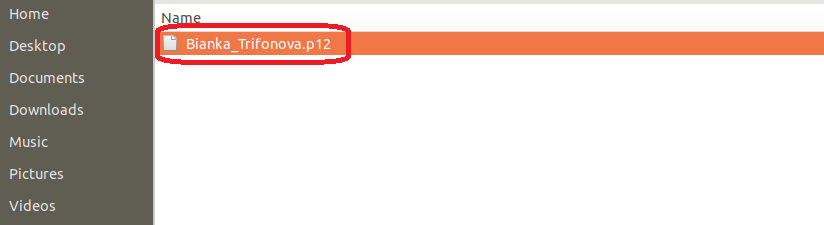 Home
Desktop
Documents
Downloads
Music
Pictures
Videos
Name
Bianka_Trifonova.p12